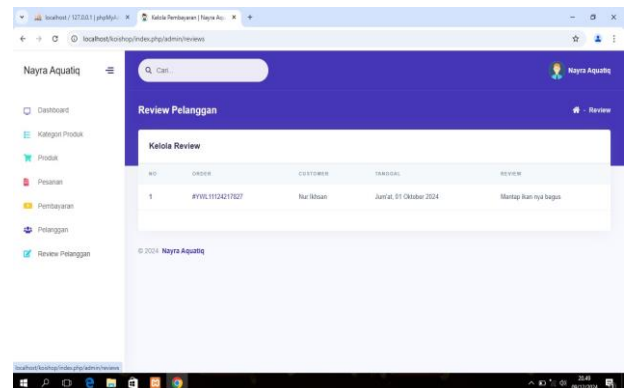 localhost / 127.0.0.1 | phpMyA
Kelola Pembayaran | Nayra Aq
localhost/koishop/index.php/admin/reviews
Nayra Aquatiq
Cari..
Nayra Aquatiq
Dashboard
Kategori Produk
Produk
Pesanan
Pembayaran
Pelanggan
Review Pelanggan
Review Pelanggan
- Review
Kelola Review
NO ORDER CUSTOMER TANGGAL REVIEW
1 #YWL11124217827 Nur Ikhsan Jum'at, 01 Oktober 2024 Mantap ikan nya bagus
© 2024 Nayra Aquatiq
localhost/koishop/index.php/admin/reviews